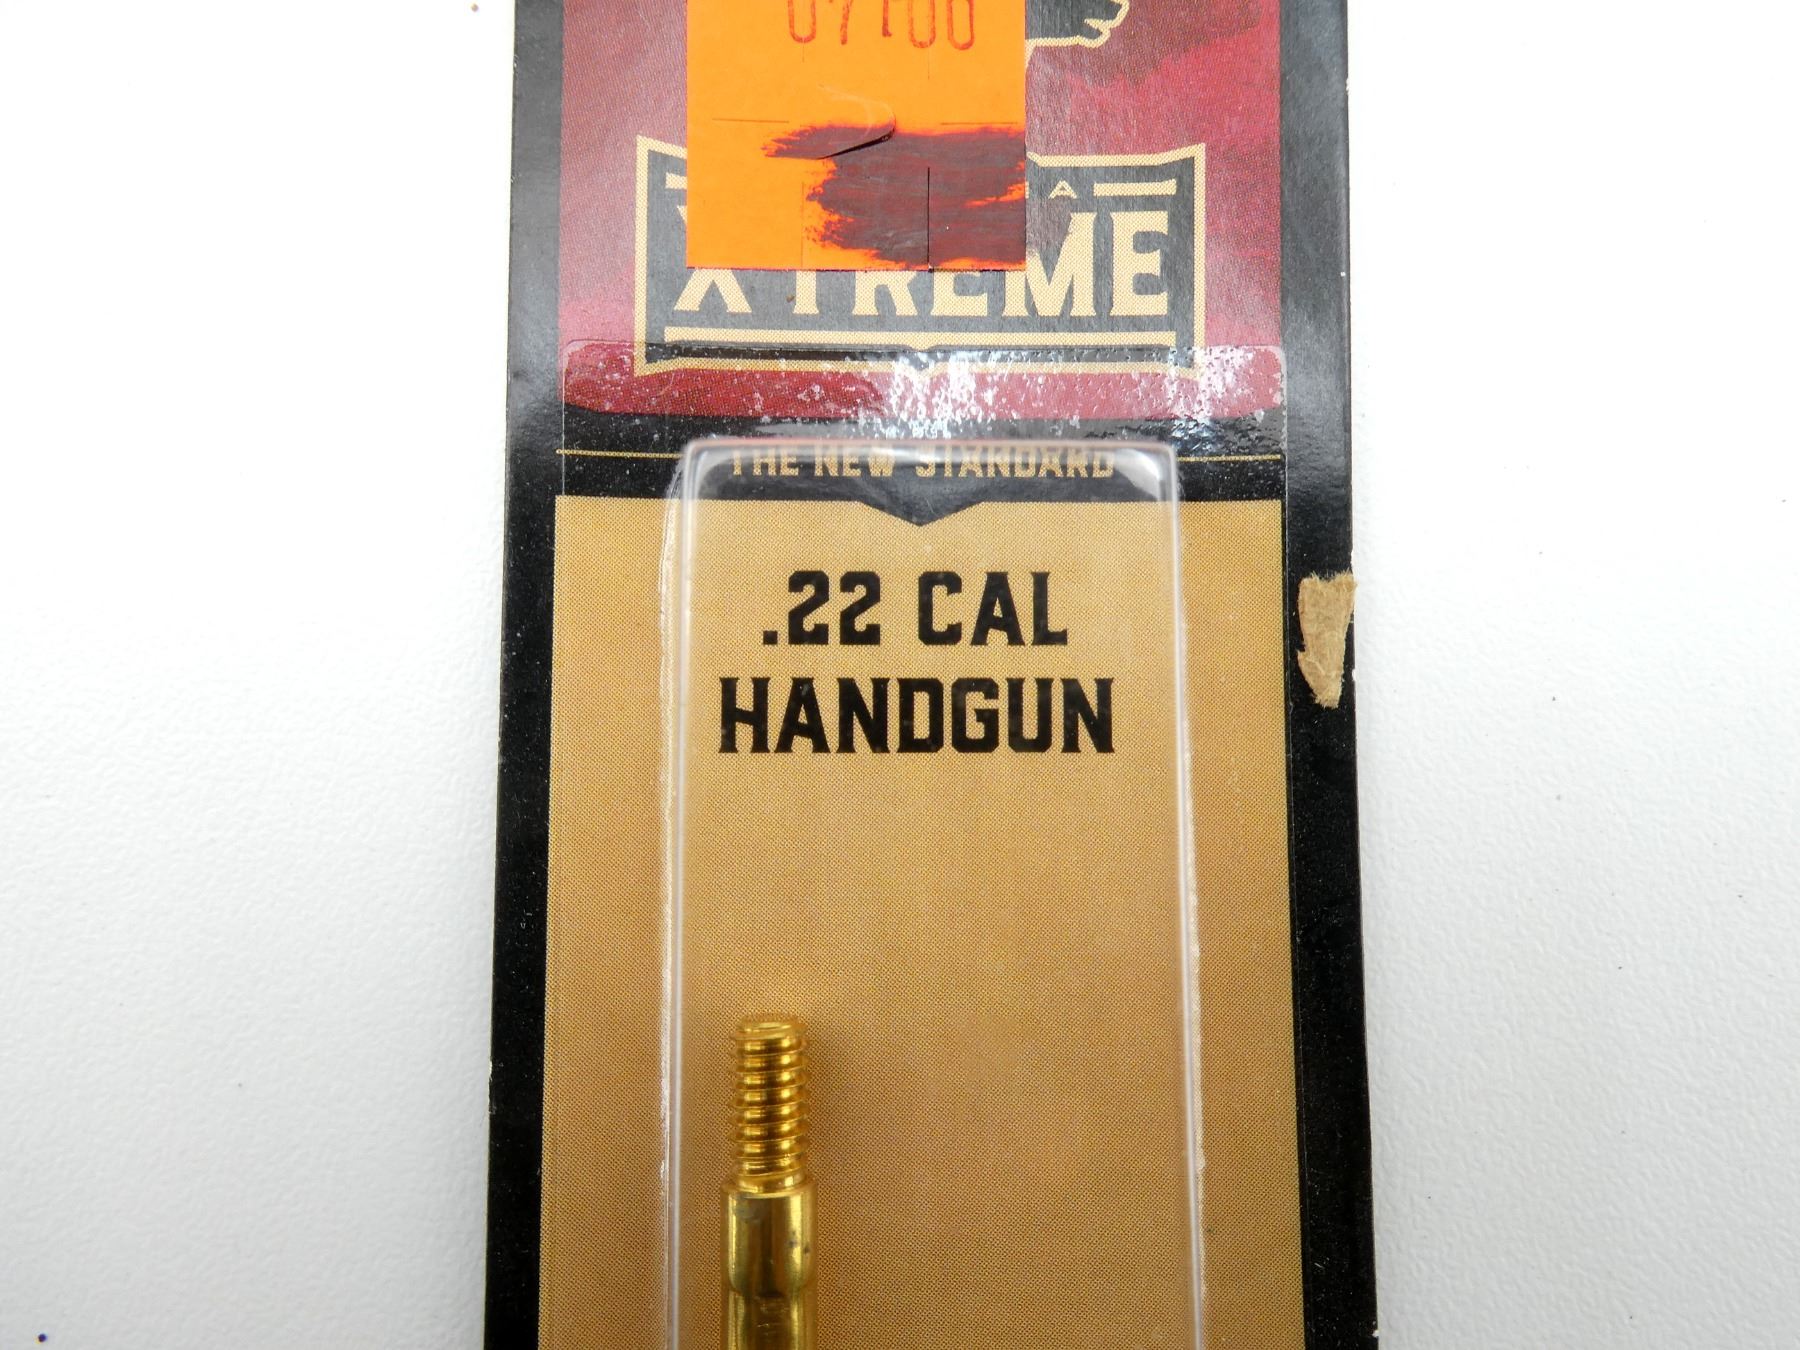 A
XTREME
THE NEW STANDARD
.22 CAL
HANDGUN